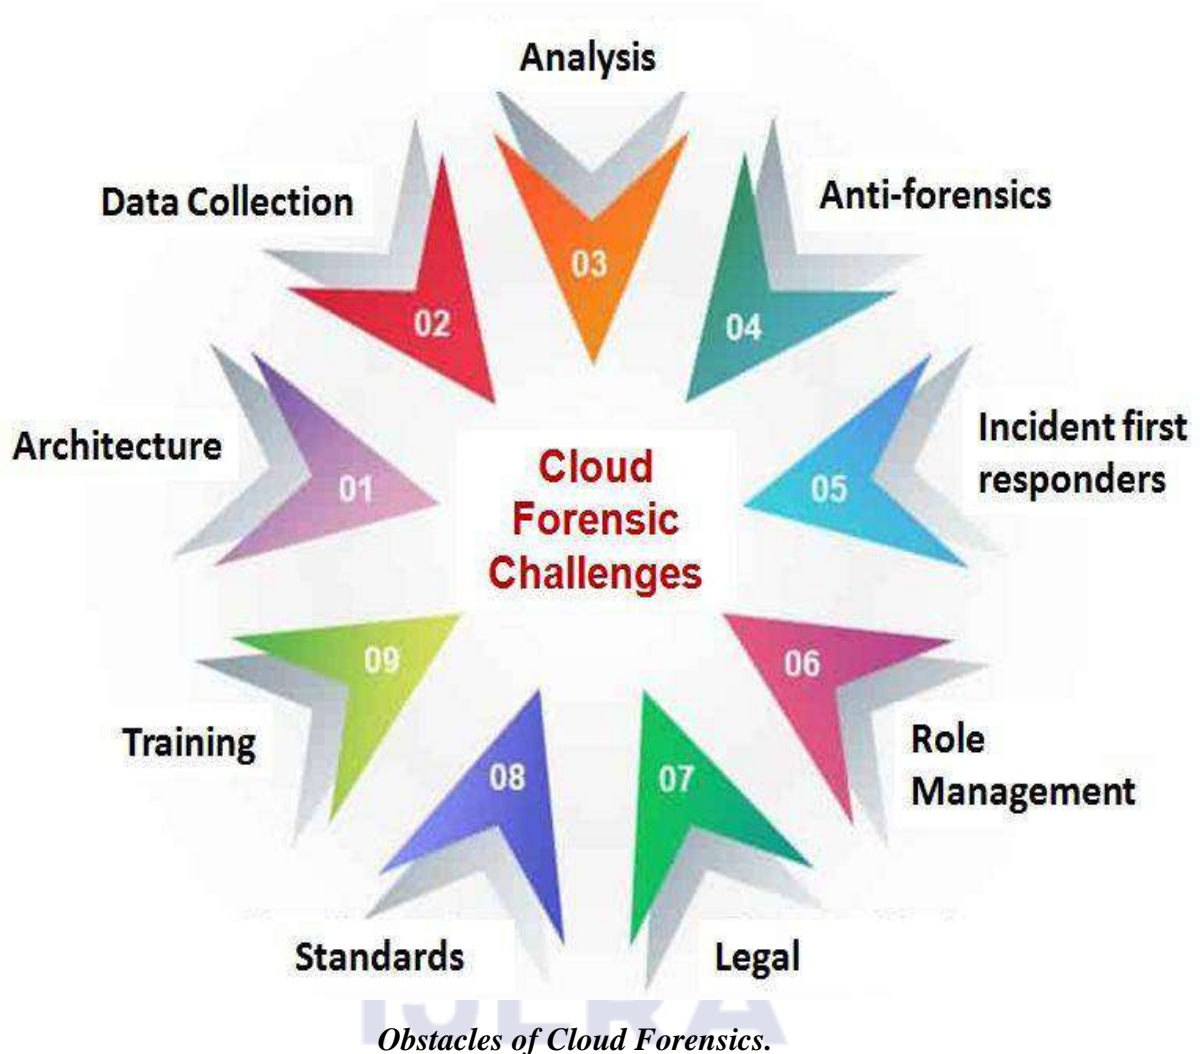 Analysis
Data Collection
Anti-forensics
03
02
04
Architecture
Incident first
responders
01
05
Cloud
Forensic
Challenges
09
06
Training
Role
Management
08
07
Standards
Legal
Obstacles of Cloud Forensics.